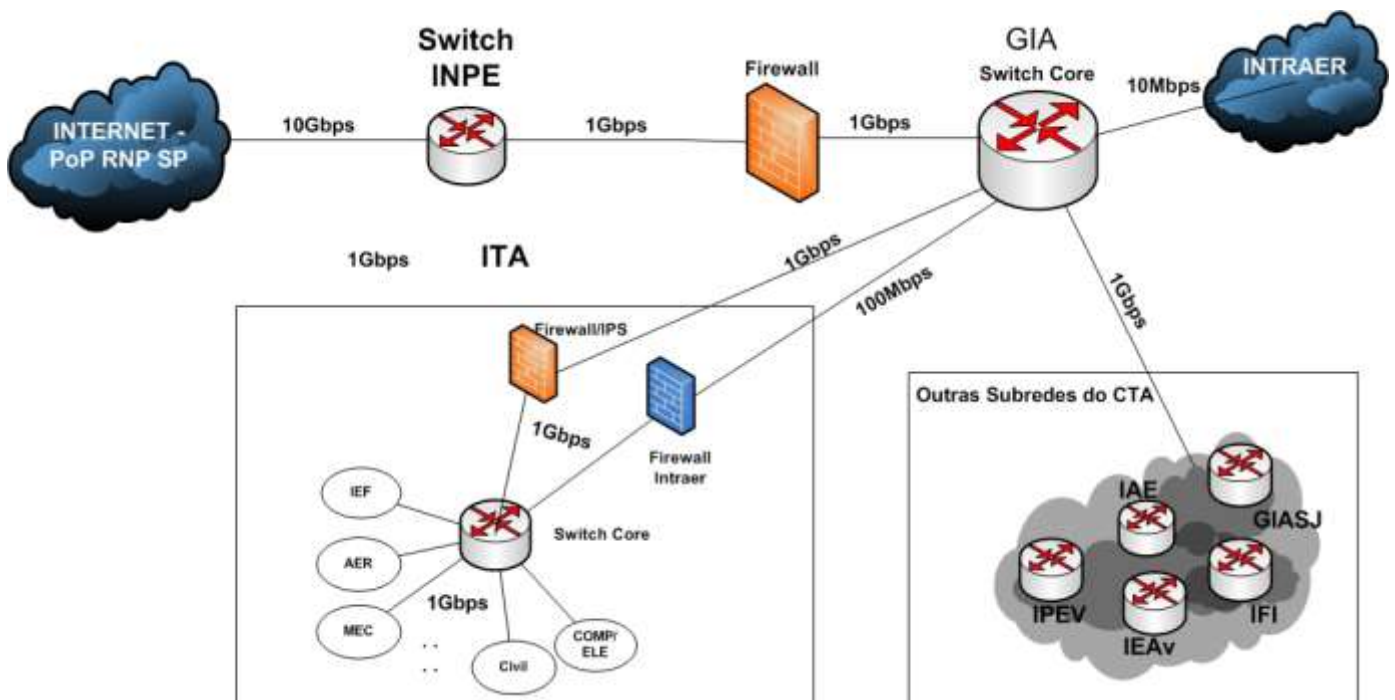 Switch
INPE
Firewall
GIA
Switch Core
INTRAER
10Mbps
INTERNET -
PoP RNP SP
10Gbps
1Gbps
1Gbps
1Gbps
ITA
1Gbps
100Mbps
1Gbps
Firewall/IPS
1Gbps
Firewall
Intraer
Outras Subredes do CTA
IEF
AER
MEC
Switch Core
1Gbps
. .
. .
Civil
COMP/
ELE
IAE
GIASJ
IPEV
IEAv
IFI